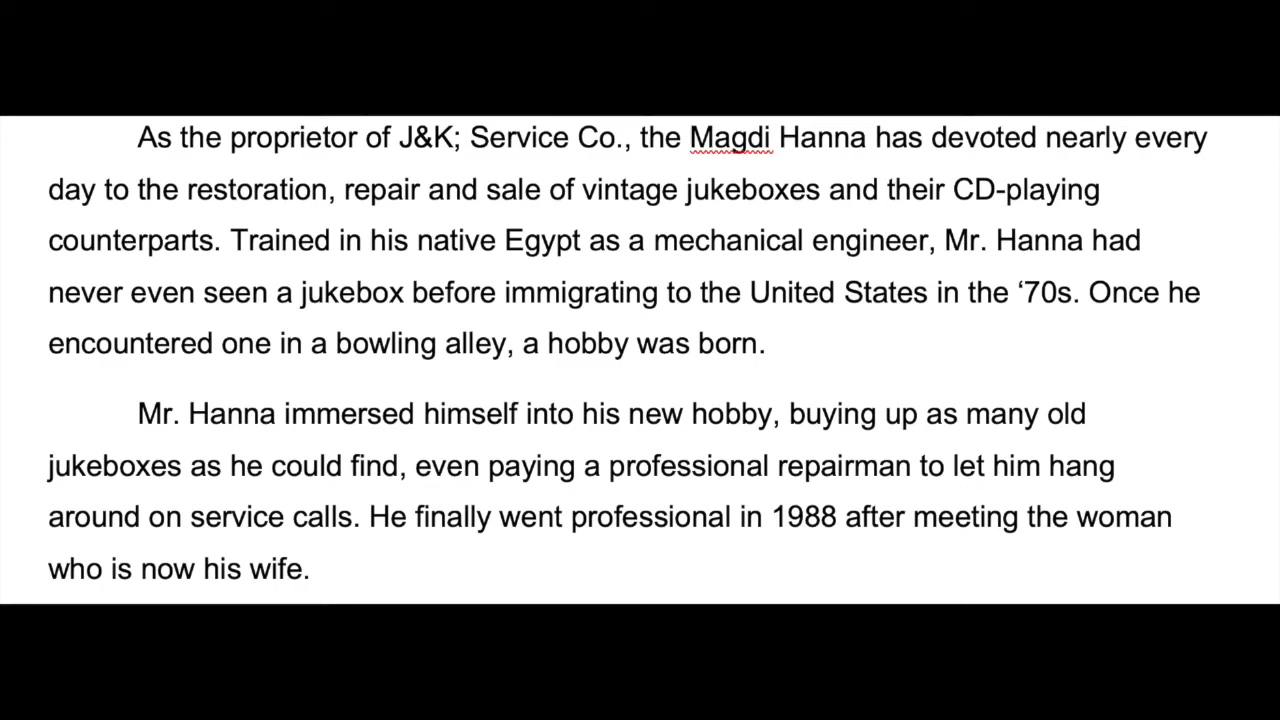 As the proprietor of J&K; Service Co., the Magdi Hanna has devoted nearly every
day to the restoration, repair and sale of vintage jukeboxes and their CD-playing
counterparts. Trained in his native Egypt as a mechanical engineer, Mr. Hanna had
never even seen a jukebox before immigrating to the United States in the ‘70s. Once he
encountered one in a bowling alley, a hobby was born.
Mr. Hanna immersed himself into his new hobby, buying up as many old
jukeboxes as he could find, even paying a professional repairman to let him hang
around on service calls. He finally went professional in 1988 after meeting the woman
who is now his wife.